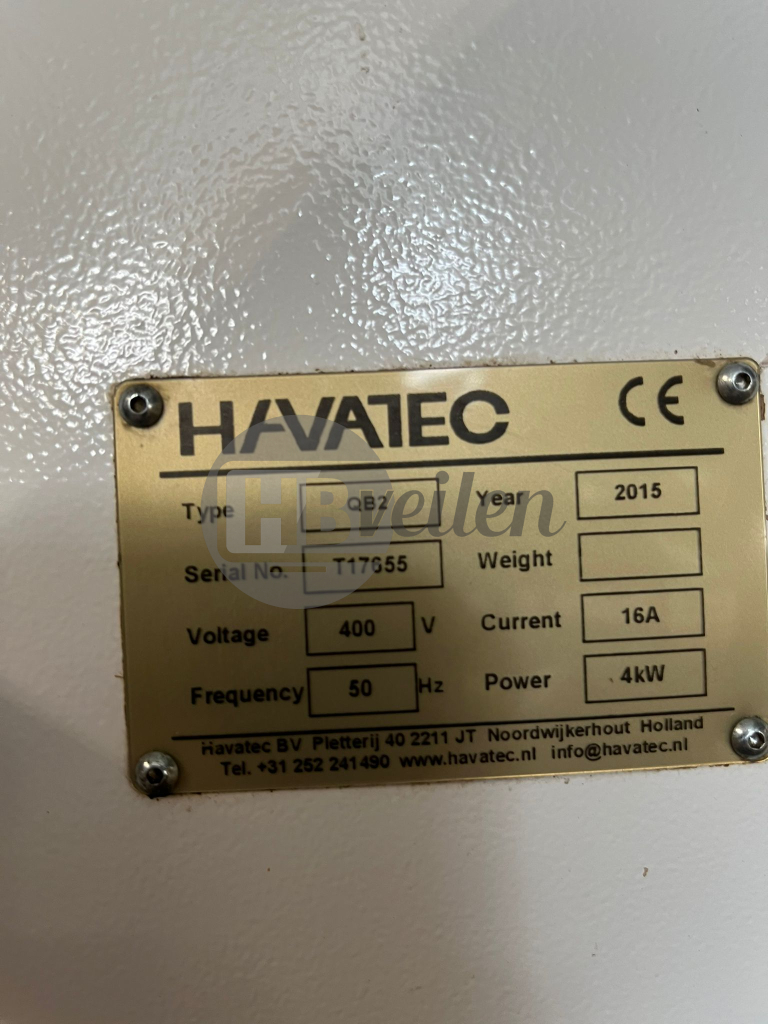 HAVATEC CE
Type QB2 Year 2015
Serial No. T17655 Weight
Voltage 400 V Current 16A
Frequency 50 Hz Power 4kW
Havatec BV Pletterij 40 2211 JT Noordwijkerhout Holland
Tel. +31 252 241490 www.havatec.nl info@havatec.nl
HBveilen